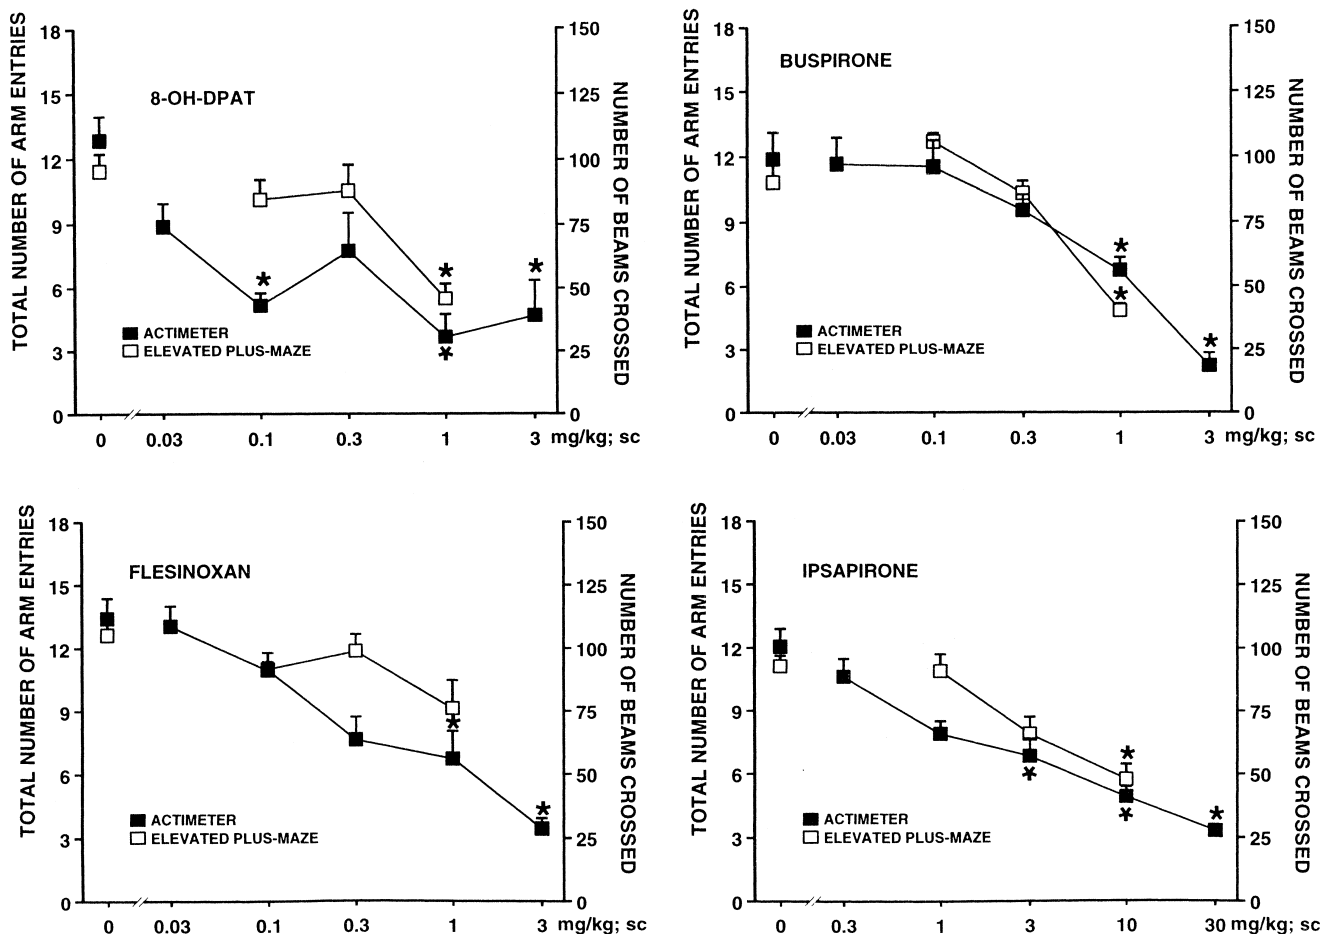 TOTAL NUMBER OF ARM ENTRIES
18
15
12
9
6
3
0
8-OH-DPAT
ACTIMETER
ELEVATED PLUS-MAZE
150
125
100
75
50
25
0
NUMBER OF BEAMS CROSSED
0 0.03 0.1 0.3 1 3 mg/kg; sc
TOTAL NUMBER OF ARM ENTRIES
18
15
12
9
6
3
0
BUSPIRONE
ACTIMETER
ELEVATED PLUS-MAZE
150
125
100
75
50
25
0
NUMBER OF BEAMS CROSSED
0 0.03 0.1 0.3 1 3 mg/kg; sc
TOTAL NUMBER OF ARM ENTRIES
18
15
12
9
6
3
0
FLESINOXAN
ACTIMETER
ELEVATED PLUS-MAZE
150
125
100
75
50
25
0
NUMBER OF BEAMS CROSSED
0 0.03 0.1 0.3 1 3 mg/kg; sc
TOTAL NUMBER OF ARM ENTRIES
18
15
12
9
6
3
0
IPSAPIRONE
ACTIMETER
ELEVATED PLUS-MAZE
150
125
100
75
50
25
0
NUMBER OF BEAMS CROSSED
0 0.3 1 3 10 30 mg/kg; sc